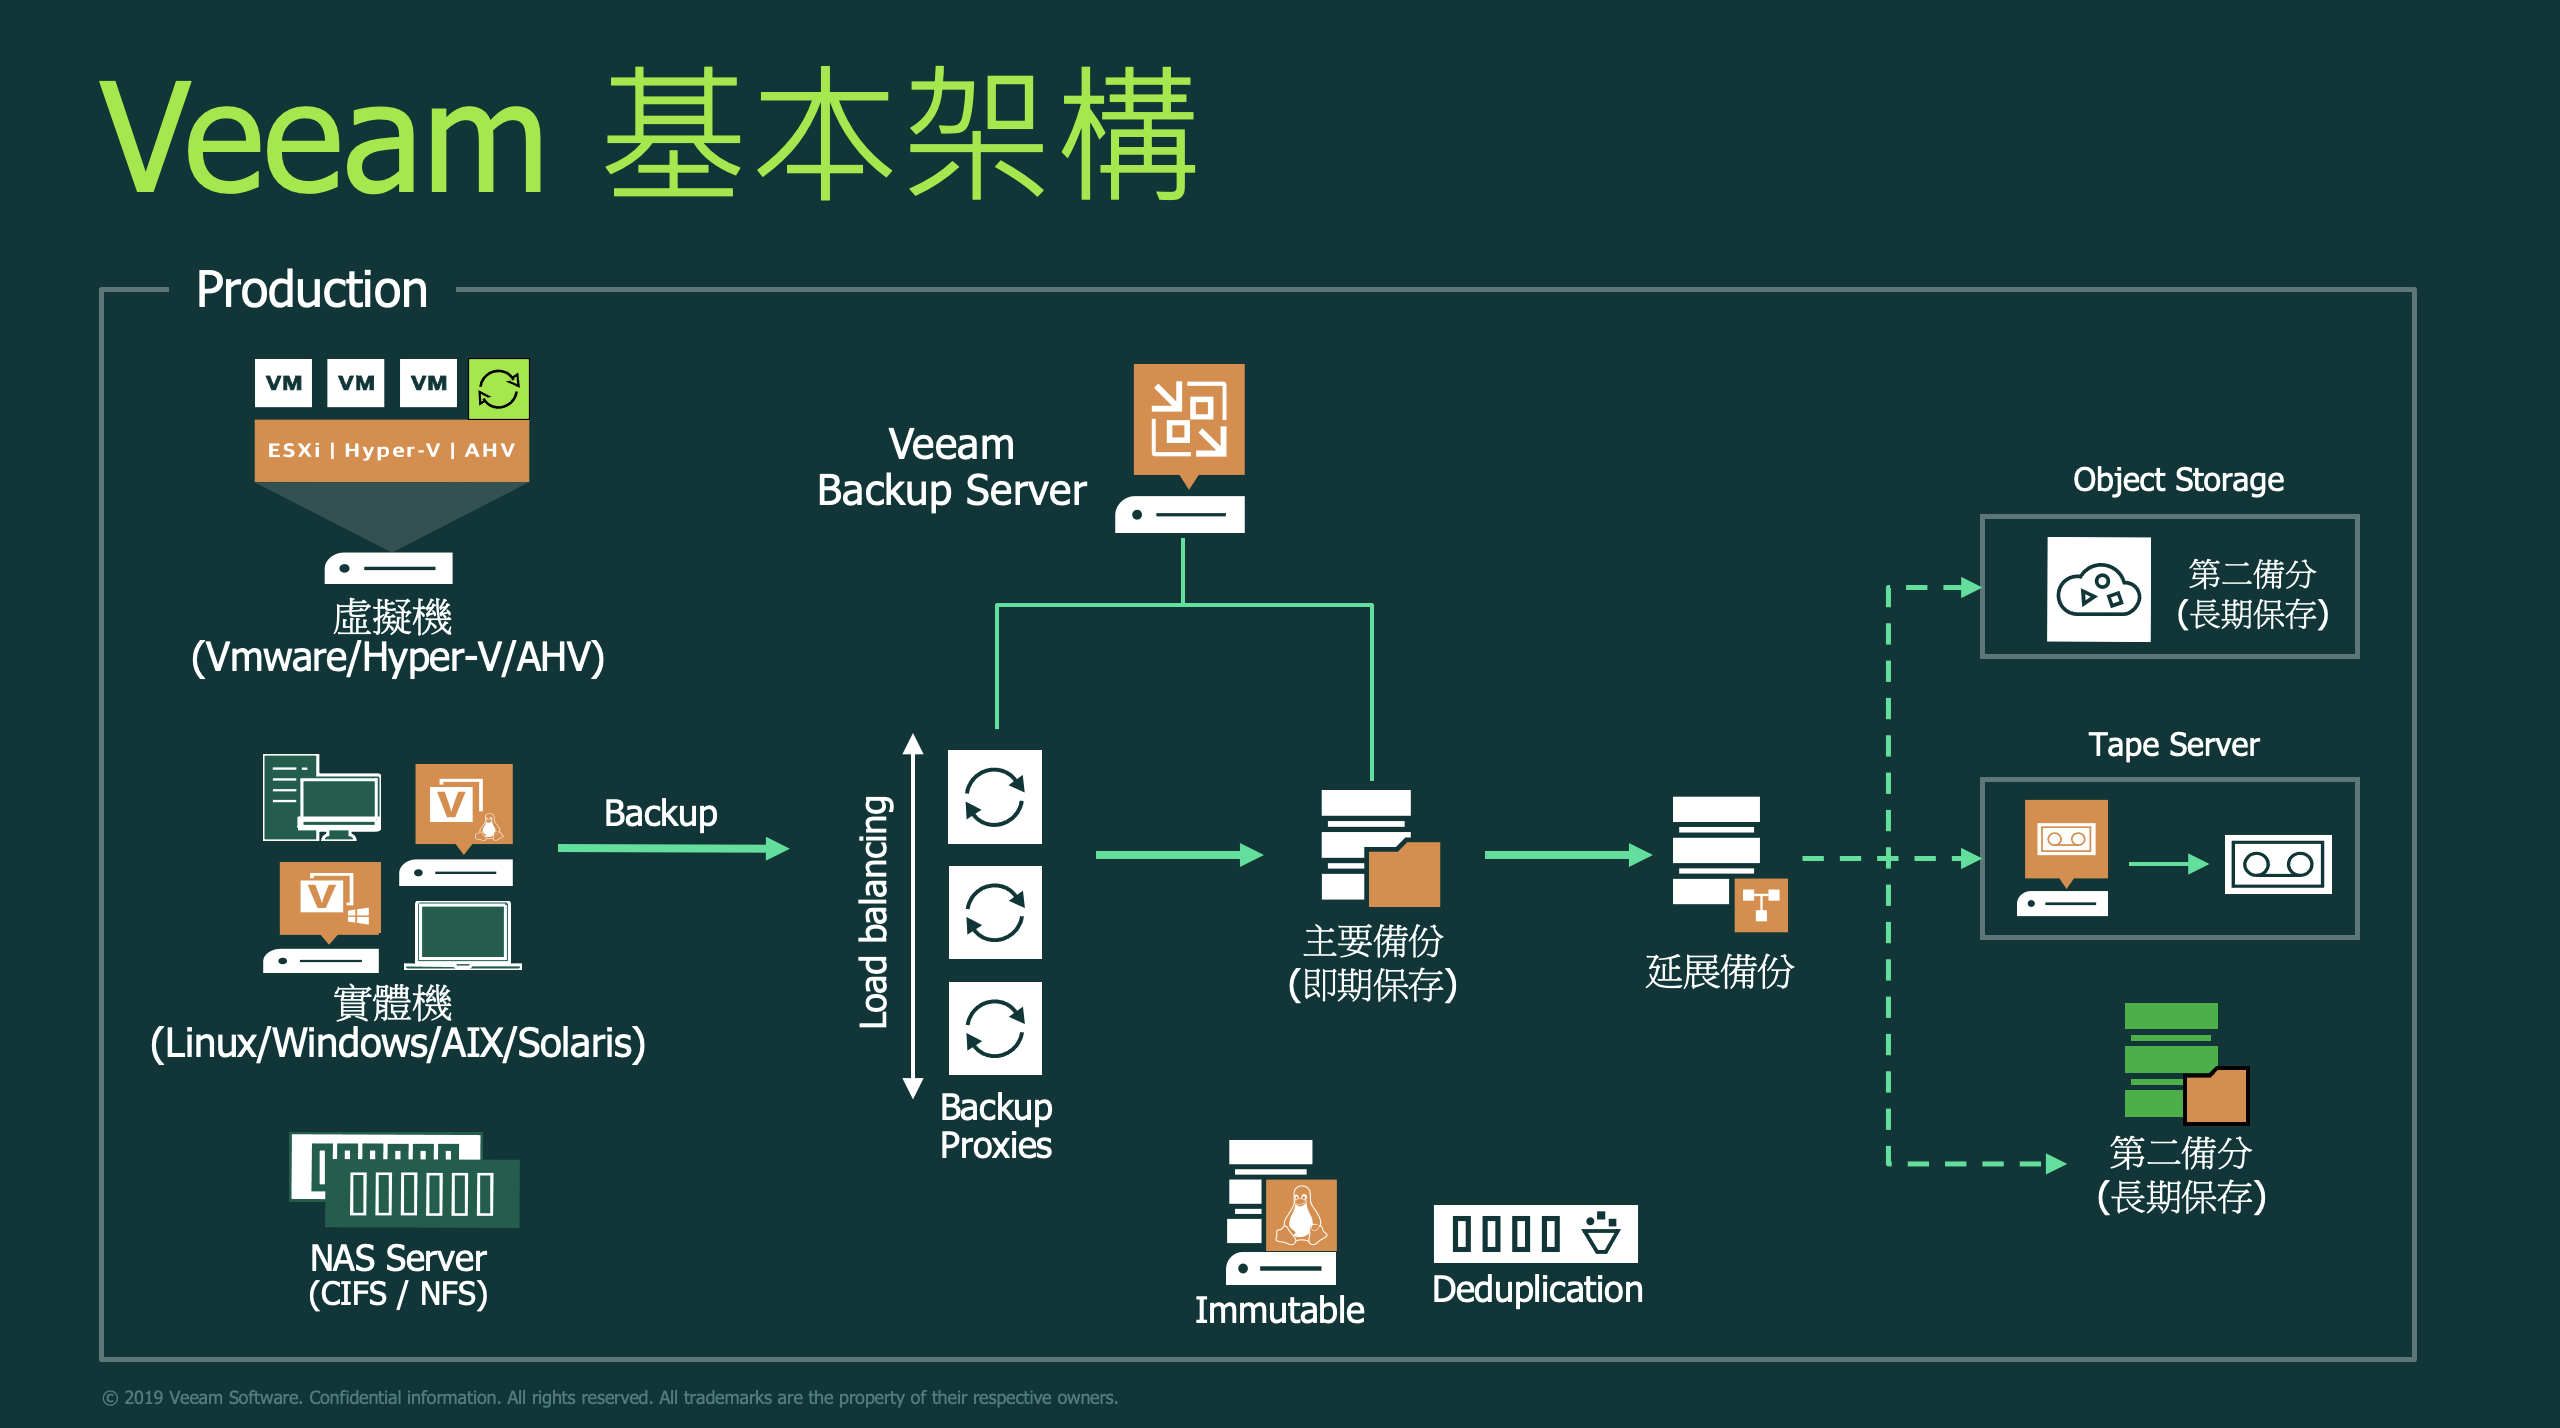 Veeam 基本架構
Production
VM VM VM
ESXi | Hyper-V | AHV
虛擬機
(Vmware/Hyper-V/AHV)
V
V
實體機
(Linux/Windows/AIX/Solaris)
NAS Server
(CIFS / NFS)
Backup
Veeam
Backup Server
Load balancing
Backup
Proxies
主要備份
(即期保存)
延展備份
Immutable
Deduplication
Object Storage
第二備分
(長期保存)
Tape Server
第二備分
(長期保存)
© 2019 Veeam Software. Confidential information. All rights reserved. All trademarks are the property of their respective owners.